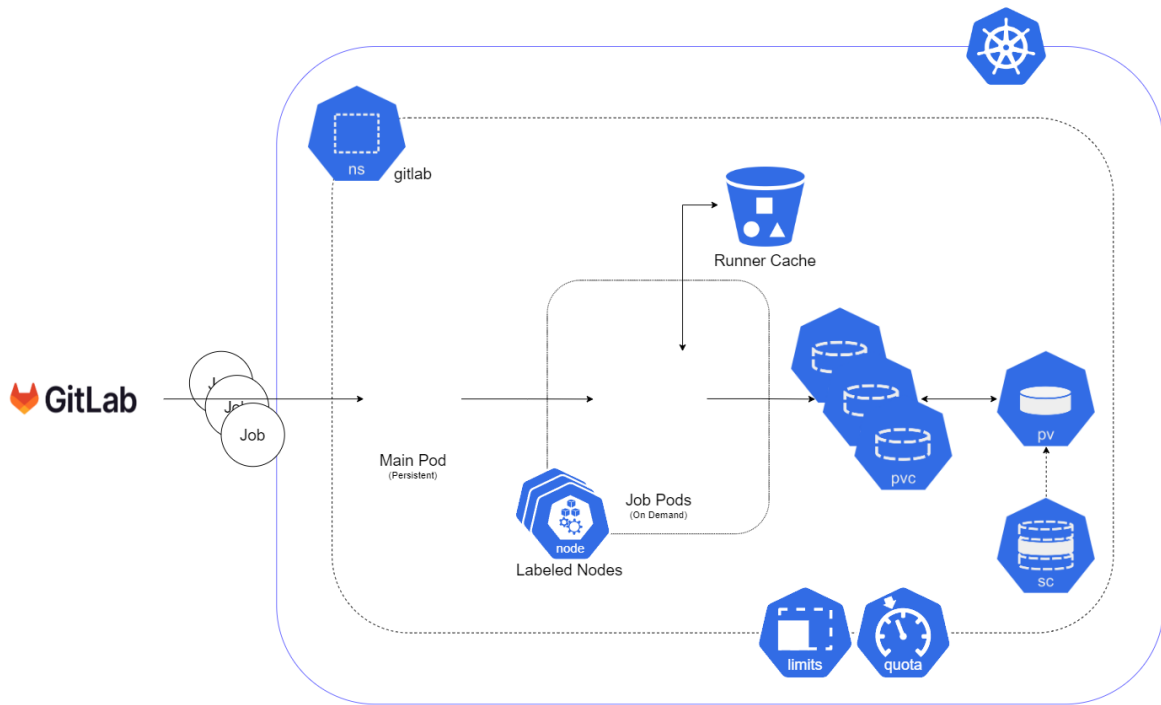 ns
gitlab
Runner Cache
GitLab
Job
Main Pod
(Persistent)
Job Pods
(On Demand)
node
Labeled Nodes
pvc
pv
sc
limits
quota